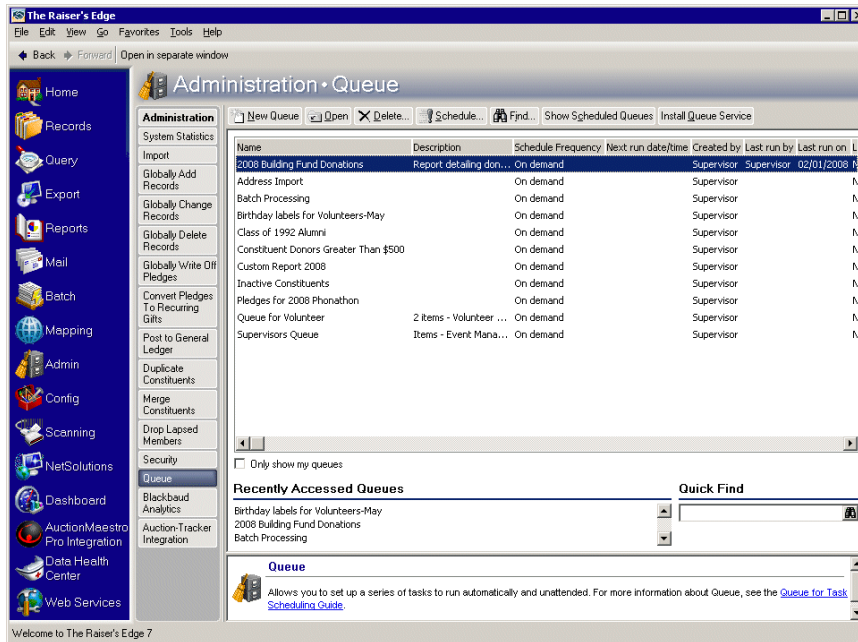 The Raiser's Edge
File Edit View Go Favorites Tools Help
Back Forward Open in separate window
Home
Records
Query
Export
Reports
Mail
Batch
Mapping
Admin
Config
Scanning
NetSolutions
Dashboard
AuctionMaestro
Pro Integration
Data Health
Center
Web Services
Administration • Queue
Administration
System Statistics
Import
Globally Add
Records
Globally Change
Records
Globally Delete
Records
Globally Write Off
Pledges
Convert Pledges
To Recurring
Gifts
Post to General
Ledger
Duplicate
Constituents
Merge
Constituents
Drop Lapsed
Members
Security
Queue
Blackbaud
Analytics
Auction-Tracker
Integration
New Queue Open Delete... Schedule... Find... Show Scheduled Queues Install Queue Service
Name Description Schedule Frequency Next run date/time Created by Last run by Last run on L
2008 Building Fund Donations Report detailing don... On demand Supervisor Supervisor 02/01/2008 N
Address Import On demand Supervisor N
Batch Processing On demand Supervisor N
Birthday labels for Volunteers-May On demand Supervisor N
Class of 1992 Alumni On demand Supervisor N
Constituent Donors Greater Than $500 On demand Supervisor N
Custom Report 2008 On demand Supervisor N
Inactive Constituents On demand Supervisor N
Pledges for 2008 Phonathon On demand Supervisor N
Queue for Volunteer 2 items - Volunteer ... On demand Supervisor N
Supervisors Queue Items - Event Mana... On demand Supervisor N
Only show my queues
Recently Accessed Queues Quick Find
Birthday labels for Volunteers-May
2008 Building Fund Donations
Batch Processing
Queue
Allows you to set up a series of tasks to run automatically and unattended. For more information about Queue, see the Queue for Task
Scheduling Guide.
Welcome to The Raiser's Edge 7